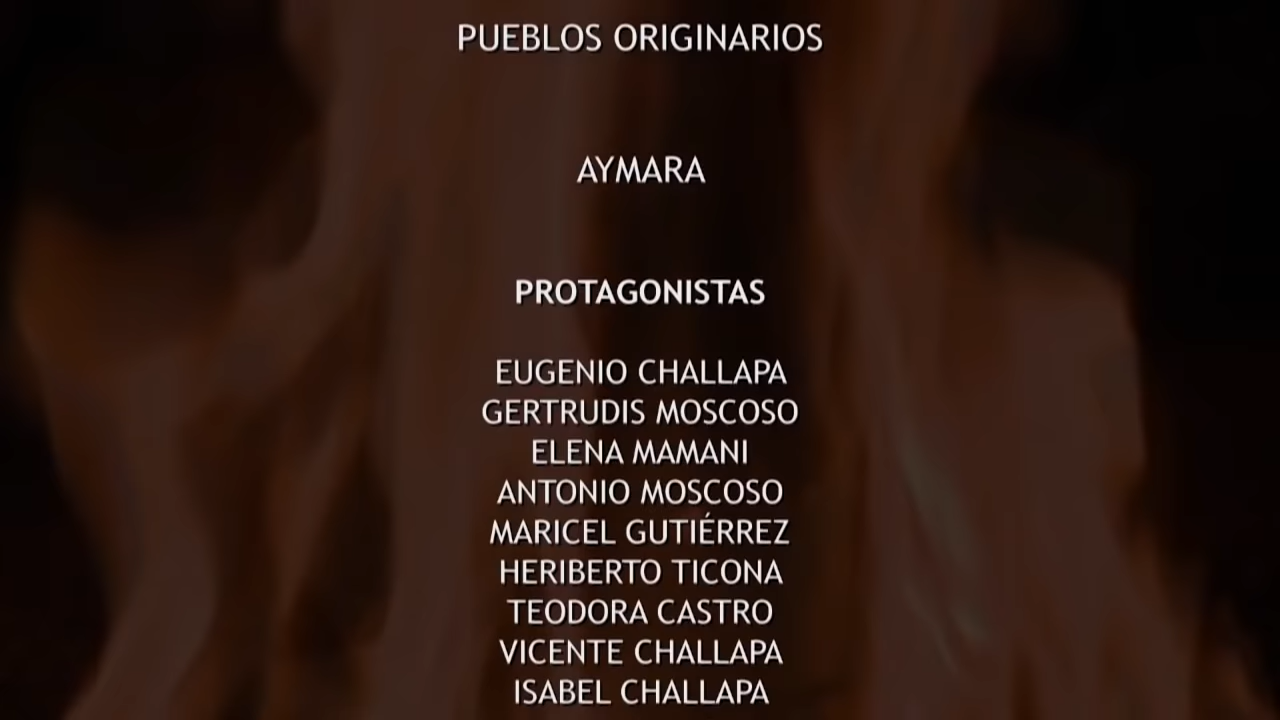 PUEBLOS ORIGINARIOS
AYMARA
PROTAGONISTAS
EUGENIO CHALLAPA
GERTRUDIS MOSCOSO
ELENA MAMANI
ANTONIO MOSCOSO
MARICEL GUTIÉRREZ
HERIBERTO TICONA
TEODORA CASTRO
VICENTE CHALLAPA
ISABEL CHALLAPA